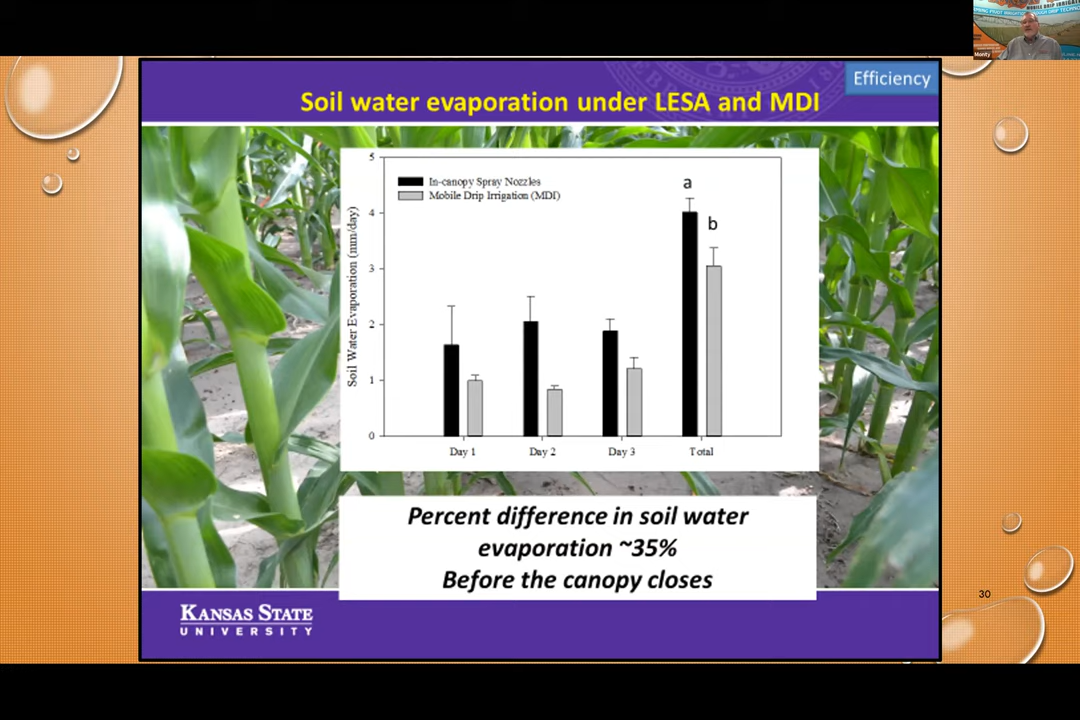 Efficiency
Soil water evaporation under LESA and MDI
5
In-canopy Spray Nozzles
Mobile Drip Irrigation (MDI)
a
b
4
3
2
1
0
Soil Water Evaporation (mm/day)
Day 1
Day 2
Day 3
Total
Percent difference in soil water
evaporation ~35%
Before the canopy closes
KANSAS STATE
UNIVERSITY
30
Monty